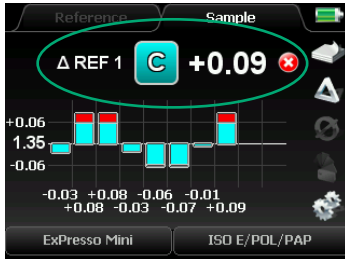 Reference
Sample
Δ REF 1 C +0.09
+0.06
1.35
-0.06
-0.03 +0.08 -0.06 -0.01
+0.08 -0.03 -0.07 +0.09
ExPresso Mini
ISO E/POL/PAP